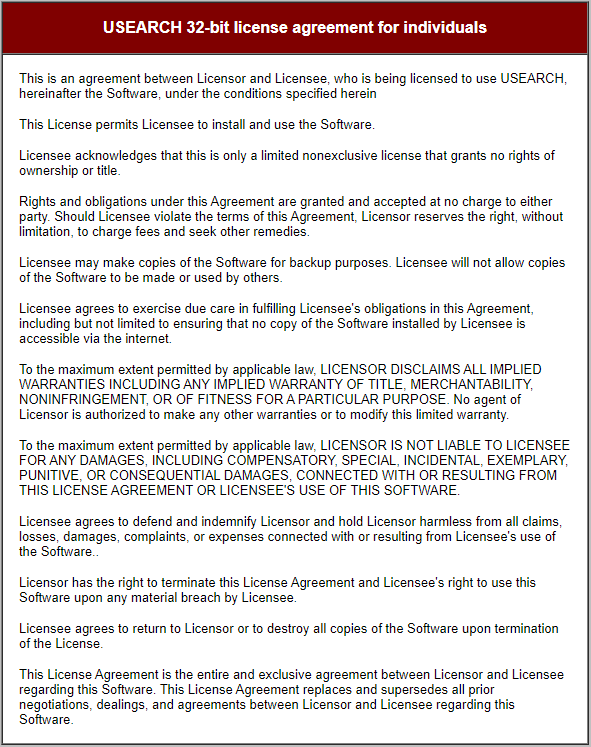 USEARCH 32-bit license agreement for individuals
This is an agreement between Licensor and Licensee, who is being licensed to use USEARCH,
hereinafter the Software, under the conditions specified herein
This License permits Licensee to install and use the Software.
Licensee acknowledges that this is only a limited nonexclusive license that grants no rights of
ownership or title.
Rights and obligations under this Agreement are granted and accepted at no charge to either
party. Should Licensee violate the terms of this Agreement, Licensor reserves the right, without
limitation, to charge fees and seek other remedies.
Licensee may make copies of the Software for backup purposes. Licensee will not allow copies
of the Software to be made or used by others.
Licensee agrees to exercise due care in fulfilling Licensee's obligations in this Agreement,
including but not limited to ensuring that no copy of the Software installed by Licensee is
accessible via the internet.
To the maximum extent permitted by applicable law, LICENSOR DISCLAIMS ALL IMPLIED
WARRANTIES INCLUDING ANY IMPLIED WARRANTY OF TITLE, MERCHANTABILITY,
NONINFRINGEMENT, OR OF FITNESS FOR A PARTICULAR PURPOSE. No agent of
Licensor is authorized to make any other warranties or to modify this limited warranty.
To the maximum extent permitted by applicable law, LICENSOR IS NOT LIABLE TO LICENSEE
FOR ANY DAMAGES, INCLUDING COMPENSATORY, SPECIAL, INCIDENTAL, EXEMPLARY,
PUNITIVE, OR CONSEQUENTIAL DAMAGES, CONNECTED WITH OR RESULTING FROM
THIS LICENSE AGREEMENT OR LICENSEE'S USE OF THIS SOFTWARE.
Licensee agrees to defend and indemnify Licensor and hold Licensor harmless from all claims,
losses, damages, complaints, or expenses connected with or resulting from Licensee's use of
the Software..
Licensor has the right to terminate this License Agreement and Licensee's right to use this
Software upon any material breach by Licensee.
Licensee agrees to return to Licensor or to destroy all copies of the Software upon termination
of the License.
This License Agreement is the entire and exclusive agreement between Licensor and Licensee
regarding this Software. This License Agreement replaces and supersedes all prior
negotiations, dealings, and agreements between Licensor and Licensee regarding this
Software.